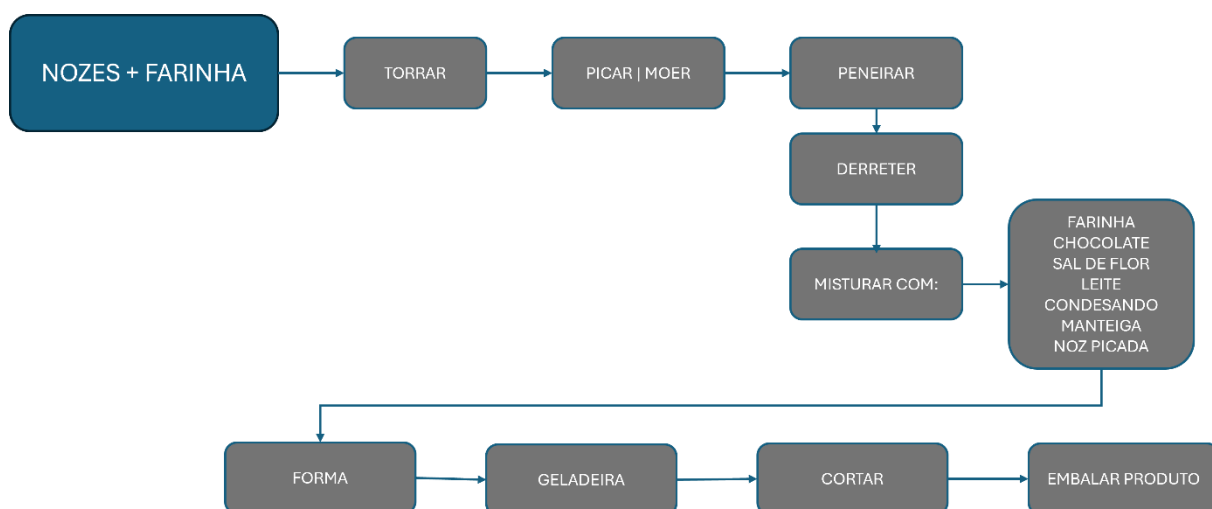 NOZES + FARINHA
TORRAR
PICAR | MOER
PENEIRAR
DERRETER
MISTURAR COM:
FARINHA
CHOCOLATE
SAL DE FLOR
LEITE
CONDESANDO
MANTEIGA
NOZ PICADA
FORMA
GELADEIRA
CORTAR
EMBALAR PRODUTO